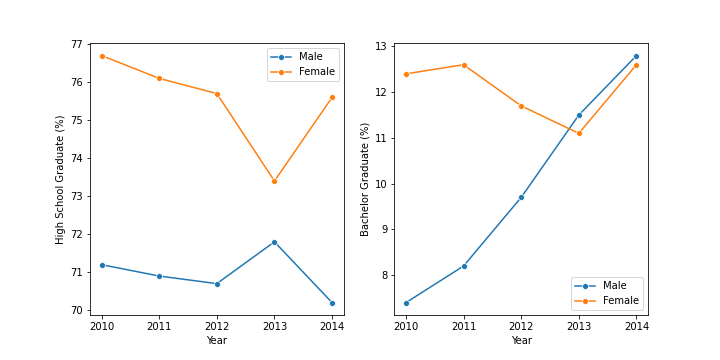 High School Graduate (%)
77
76
75
74
73
72
71
70
2010 2011 2012 2013 2014
Year
Male
Female
Bachelor Graduate (%)
13
12
11
10
9
8
2010 2011 2012 2013 2014
Year
Male
Female